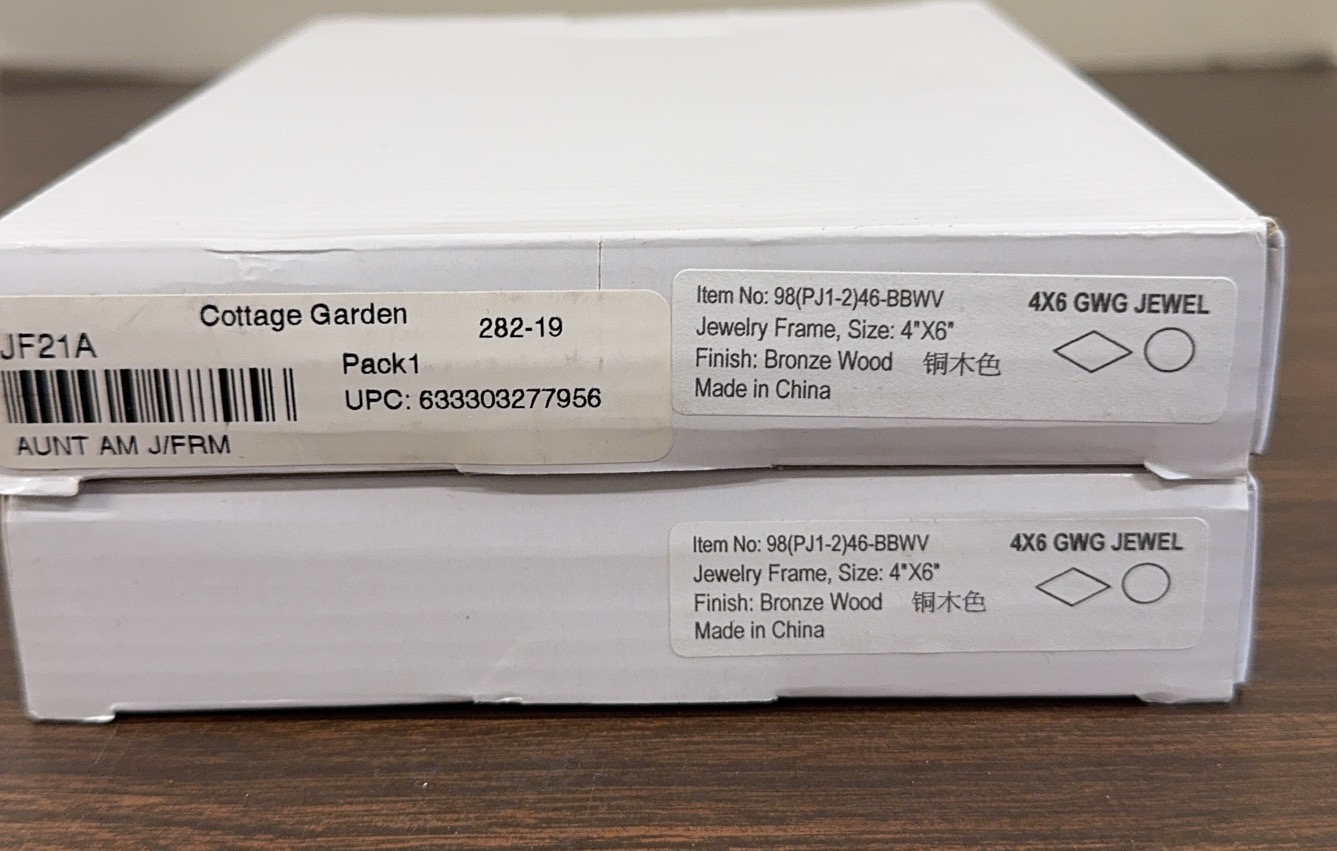 Cottage Garden
282-19
JF21A
Pack1
UPC: 633303277956
AUNT AM J/FRM
Item No: 98(PJ1-2)46-BBWV
4X6 GWG JEWEL
Jewelry Frame, Size: 4"X6"
Finish: Bronze Wood 铜木色
Made in China
Item No: 98(PJ1-2)46-BBWV
4X6 GWG JEWEL
Jewelry Frame, Size: 4"X6"
Finish: Bronze Wood 铜木色
Made in China